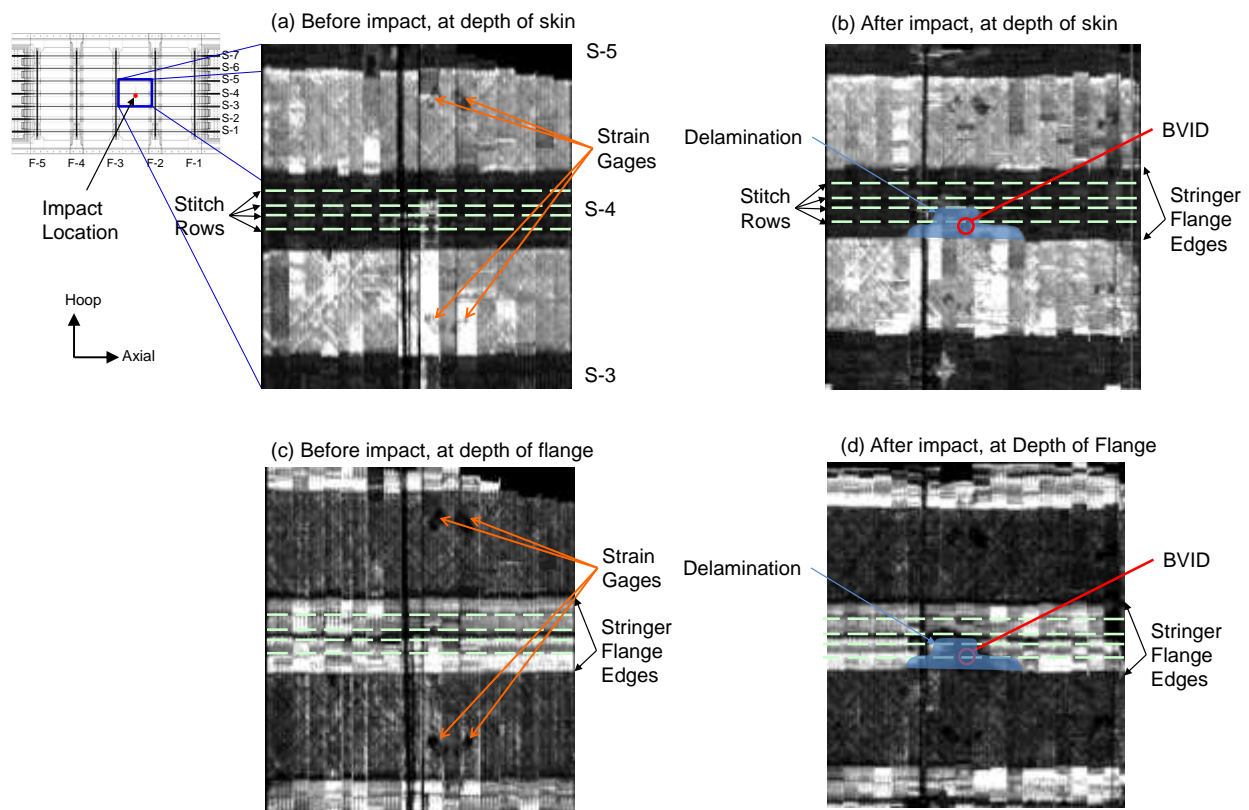 (a) Before impact, at depth of skin
(b) After impact, at depth of skin
S-7
S-6
S-5
S-4
S-3
S-2
S-1
F-5 F-4 F-3 F-2 F-1
Impact
Location
Hoop
Axial
Stitch
Rows
S-5
Strain
Gages
S-4
S-3
Delamination
BVID
Stitch
Rows
Stringer
Flange
Edges
(c) Before impact, at depth of flange
(d) After impact, at Depth of Flange
Strain
Gages
Stringer
Flange
Edges
Delamination
BVID
Stringer
Flange
Edges